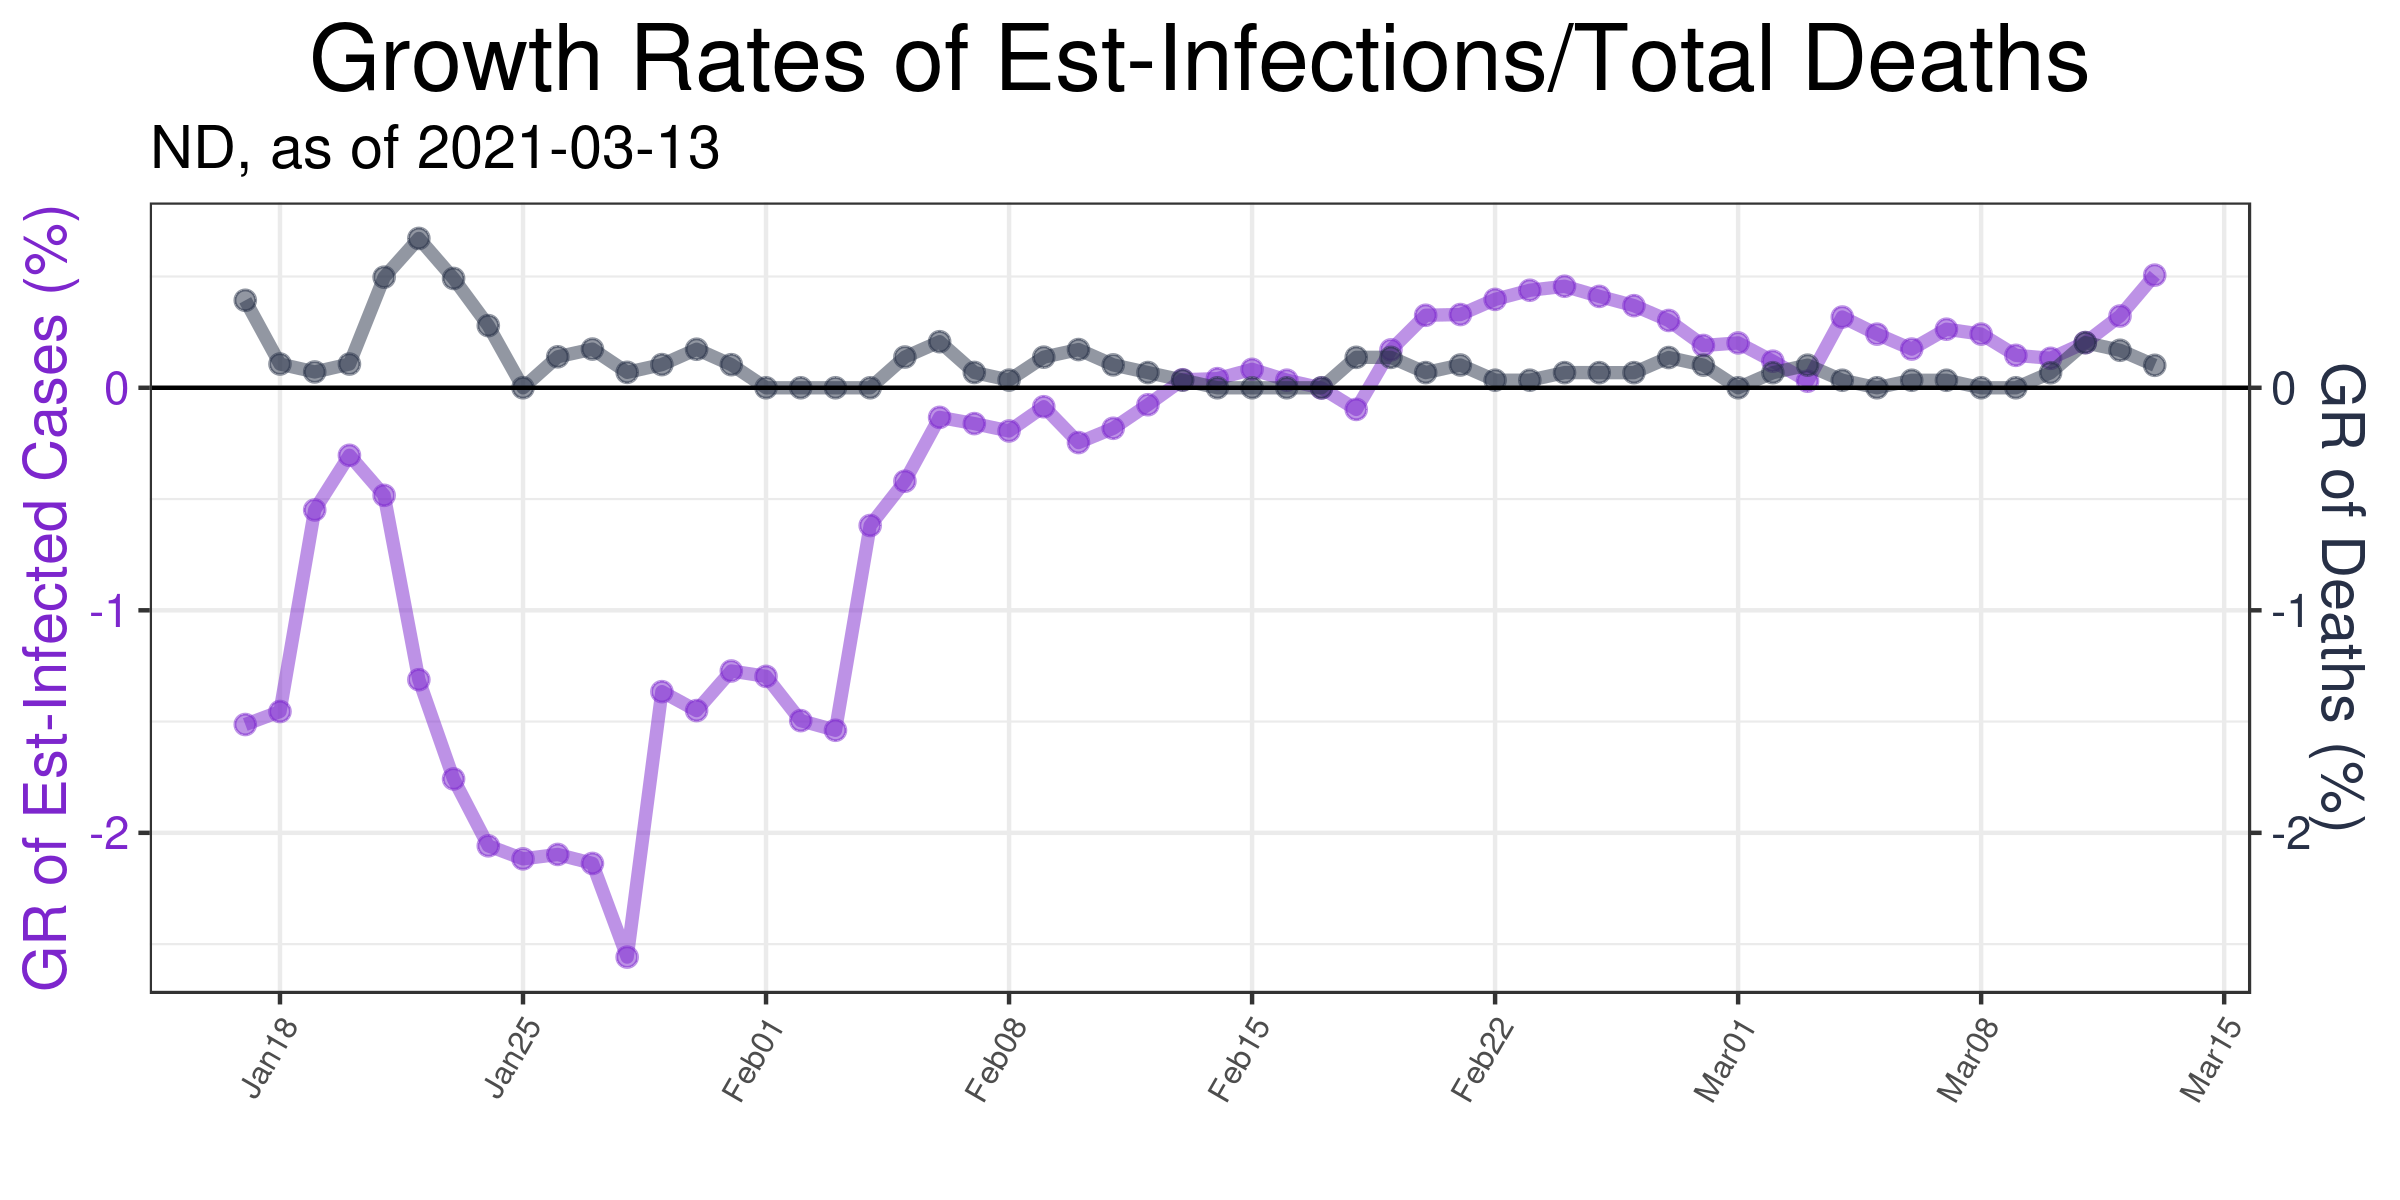 Growth Rates of Est-Infections/Total Deaths
ND, as of 2021-03-13
GR of Est-Infected Cases (%)
0
-1
-2
0
-1
-2
GR of Deaths (%)
Jan18
Jan25
Feb01
Feb08
Feb15
Feb22
Mar01
Mar08
Mar15